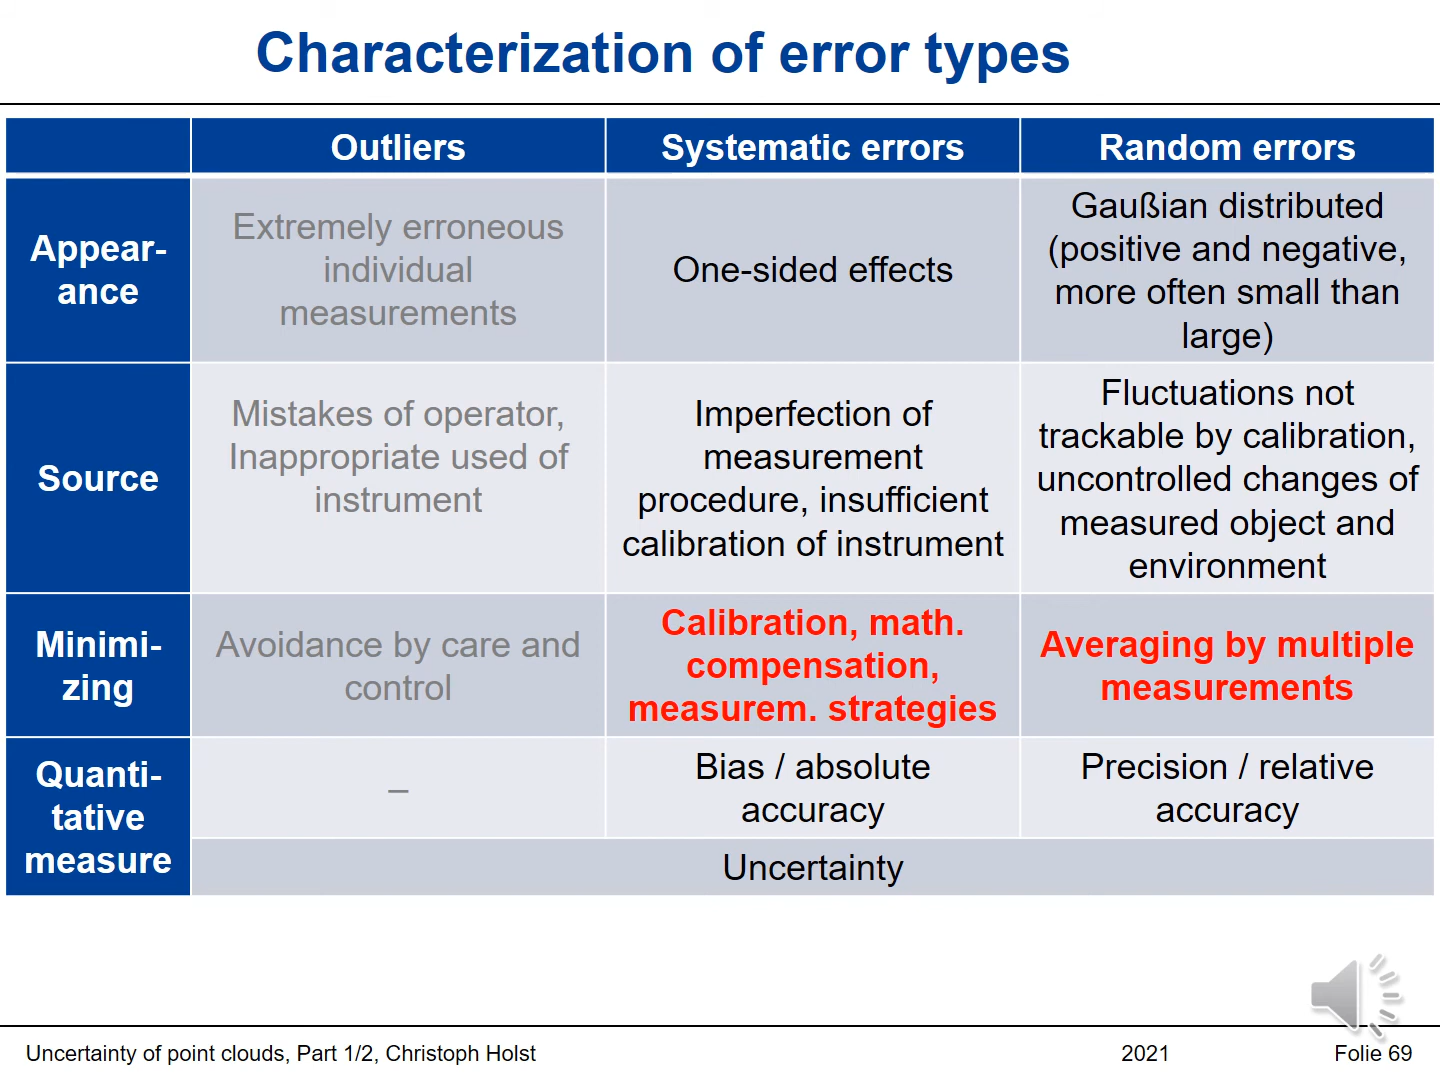 Characterization of error types
Outliers
Systematic errors
Random errors
Appear-
ance
Extremely erroneous
individual
measurements
One-sided effects
Gaußian distributed
(positive and negative,
more often small than
large)
Source
Mistakes of operator,
Inappropriate used of
instrument
Imperfection of
measurement
procedure, insufficient
calibration of instrument
Fluctuations not
trackable by calibration,
uncontrolled changes of
measured object and
environment
Minimi-
zing
Avoidance by care and
control
Calibration, math.
compensation,
measurem. strategies
Averaging by multiple
measurements
Quanti-
tative
measure
–
Bias / absolute
accuracy
Precision / relative
accuracy
Uncertainty
Uncertainty of point clouds, Part 1/2, Christoph Holst
2021
Folie 69